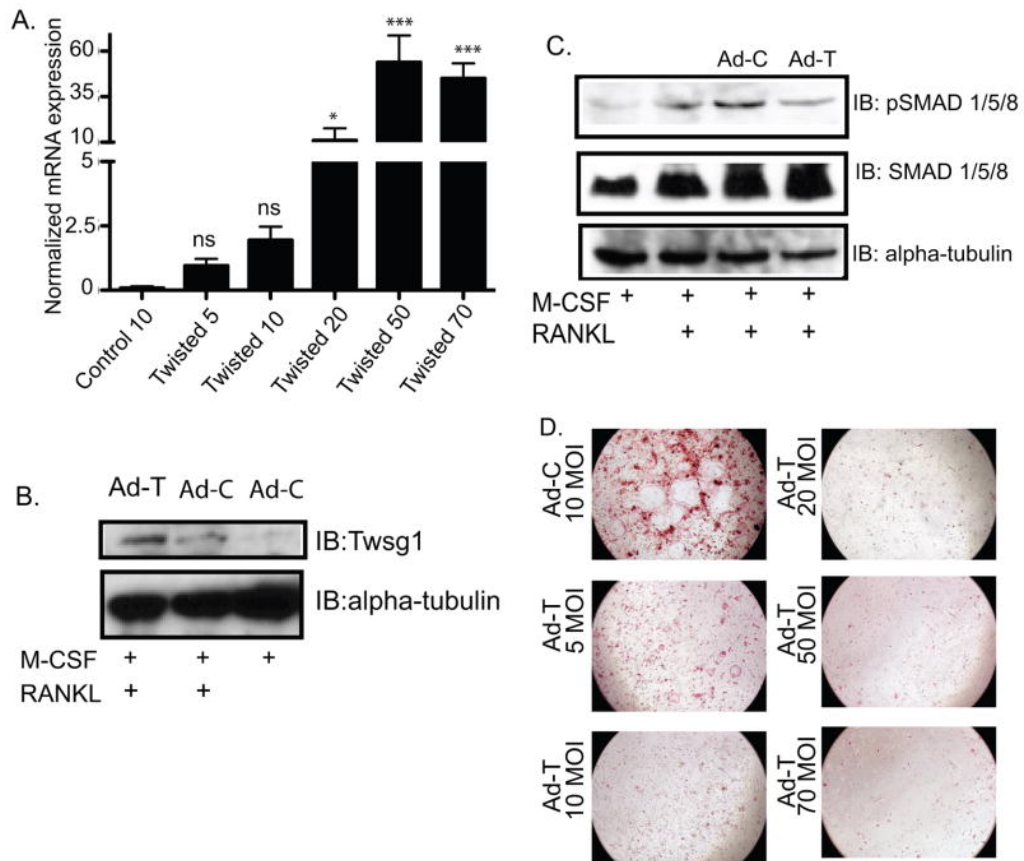 A.
Normalized mRNA expression
60
35
10
5
2.5
0
ns
ns
*
***
***
Control 10
Twisted 5
Twisted 10
Twisted 20
Twisted 50
Twisted 70
B.
Ad-T Ad-C Ad-C
IB:Twsg1
IB:alpha-tubulin
M-CSF + + +
RANKL + +
C.
Ad-C Ad-T
IB: pSMAD 1/5/8
IB: SMAD 1/5/8
IB: alpha-tubulin
M-CSF + + + +
RANKL + + +
D.
Ad-C
10 MOI
Ad-T
20 MOI
Ad-T
5 MOI
Ad-T
50 MOI
Ad-T
10 MOI
Ad-T
70 MOI